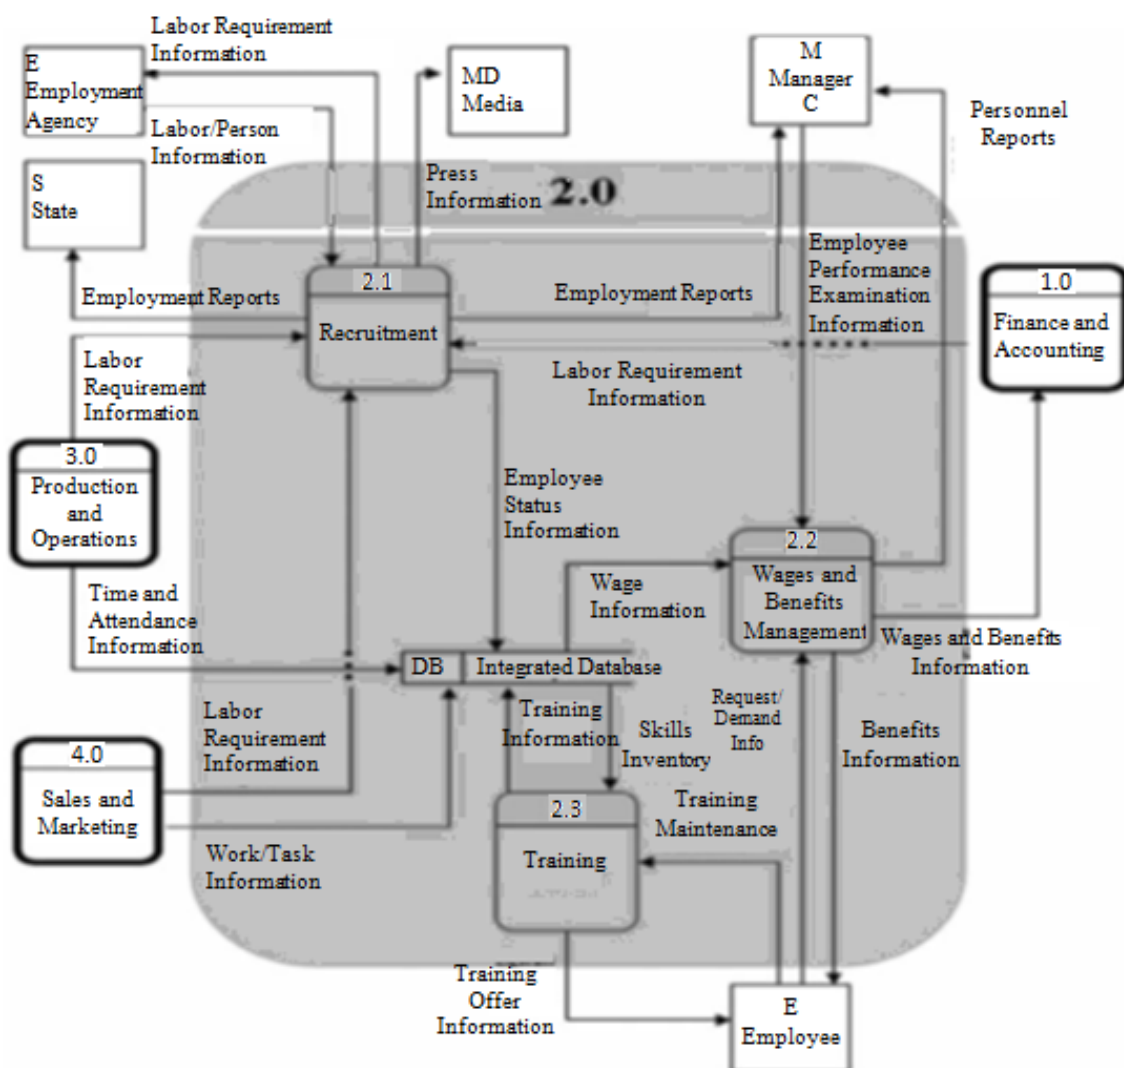 Labor Requirement
Information
E
Employment
Agency
Labor/Person
Information
MD
Media
M
Manager
C
Personnel
Reports
S
State
Press
Information
2.0
Employee
Performance
Examination
Information
2.1
Recruitment
Employment Reports
Employment Reports
1.0
Finance and
Accounting
Labor
Requirement
Information
Labor Requirement
Information
3.0
Production
and
Operations
Employee
Status
Information
2.2
Wages and
Benefits
Management
Wage
Information
Time and
Attendance
Information
Wages and Benefits
Information
DB
Integrated Database
Labor
Requirement
Information
Training
Information
Skills
Inventory
Request/
Demand
Info
Benefits
Information
4.0
Sales and
Marketing
2.3
Training
Training
Maintenance
Work/Task
Information
Training
Offer
Information
E
Employee